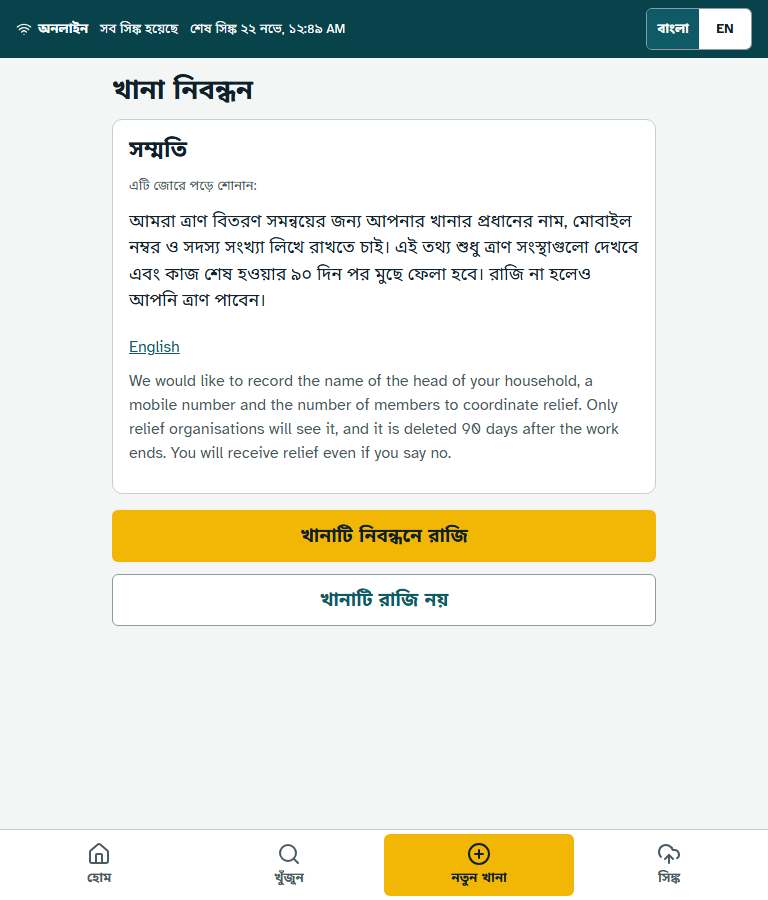 অনলাইন সব সিঙ্ক হয়েছে শেষ সিঙ্ক ২২ নভে, ১২:৪৯ AM
বাংলা EN
খানা নিবন্ধন
সম্মতি
এটি জোরে পড়ে শোনান:
আমরা ত্রাণ বিতরণ সমন্বয়ের জন্য আপনার খানার প্রধানের নাম, মোবাইল
নম্বর ও সদস্য সংখ্যা লিখে রাখতে চাই। এই তথ্য শুধু ত্রাণ সংস্থাগুলো দেখবে
এবং কাজ শেষ হওয়ার ৯০ দিন পর মুছে ফেলা হবে। রাজি না হলেও
আপনি ত্রাণ পাবেন।
English
We would like to record the name of the head of your household, a
mobile number and the number of members to coordinate relief. Only
relief organisations will see it, and it is deleted 90 days after the work
ends. You will receive relief even if you say no.
খানাটি নিবন্ধনে রাজি
খানাটি রাজি নয়
হোম খুঁজুন নতুন খানা সিঙ্ক